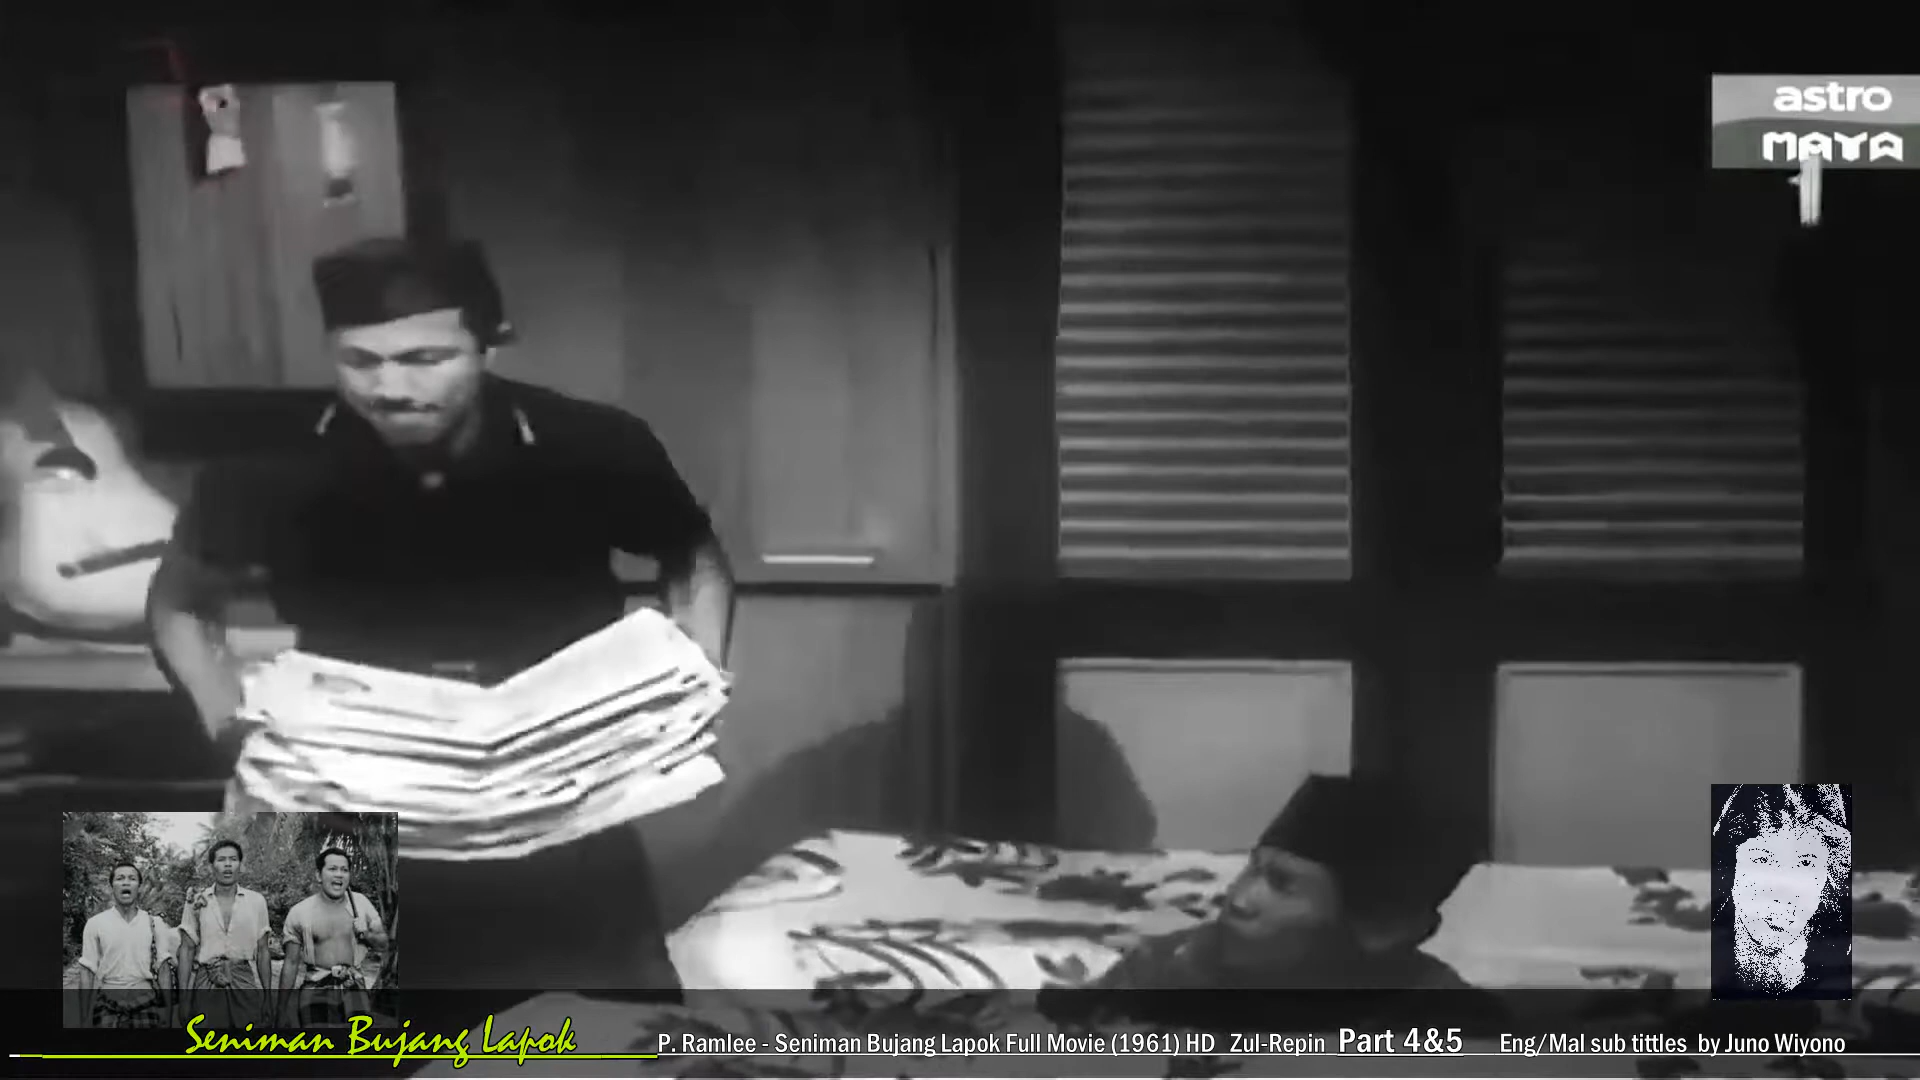 astro
MAYA
Seniman Bujang Lapok
P. Ramlee - Seniman Bujang Lapok Full Movie (1961) HD Zul-Repin Part 4&5 Eng/Mal sub tittles by Juno Wiyono